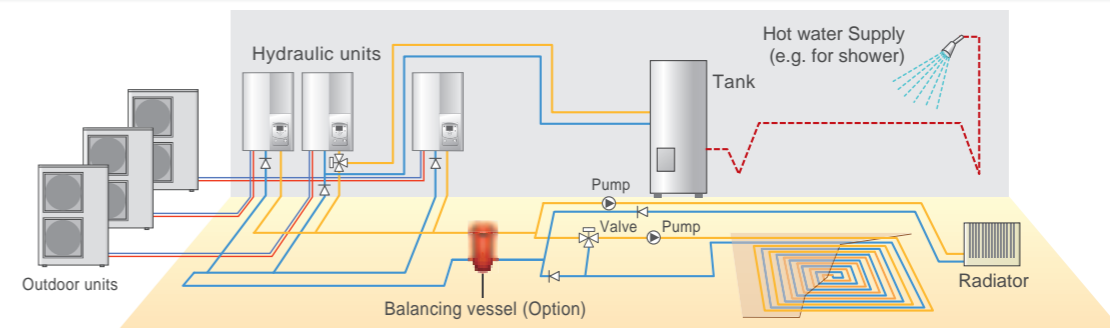 Hot water Supply
(e.g. for shower)
Hydraulic units
Tank
Pump
Valve
Pump
Radiator
Outdoor units
Balancing vessel (Option)